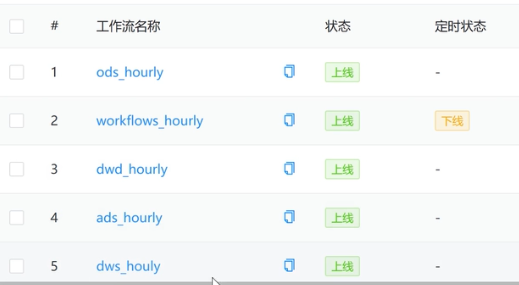 # 工作流名称 状态 定时状态
1 ods_hourly 上线 -
2 workflows_hourly 上线 下线
3 dwd_hourly 上线 -
4 ads_hourly 上线 -
5 dws_houly 上线 -